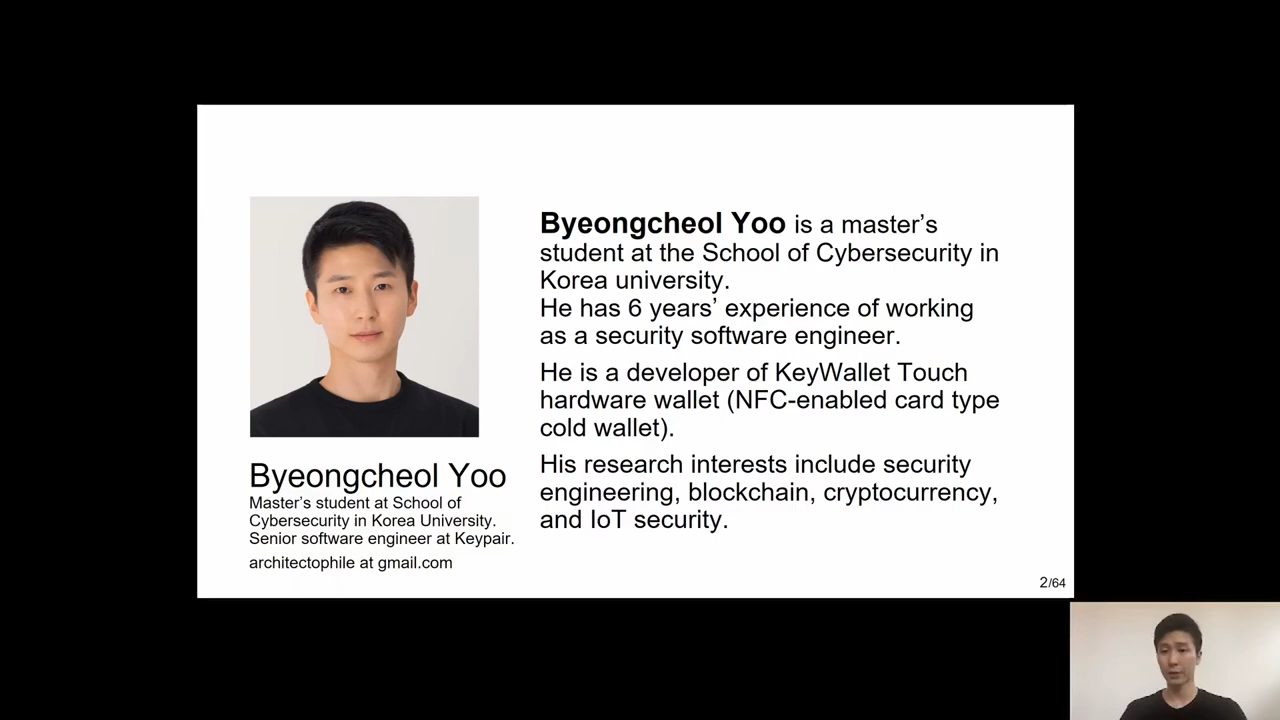 Byeongcheol Yoo
Master’s student at School of
Cybersecurity in Korea University.
Senior software engineer at Keypair.
architectophile at gmail.com
Byeongcheol Yoo is a master’s
student at the School of Cybersecurity in
Korea university.
He has 6 years’ experience of working
as a security software engineer.
He is a developer of KeyWallet Touch
hardware wallet (NFC-enabled card type
cold wallet).
His research interests include security
engineering, blockchain, cryptocurrency,
and IoT security.
2/64